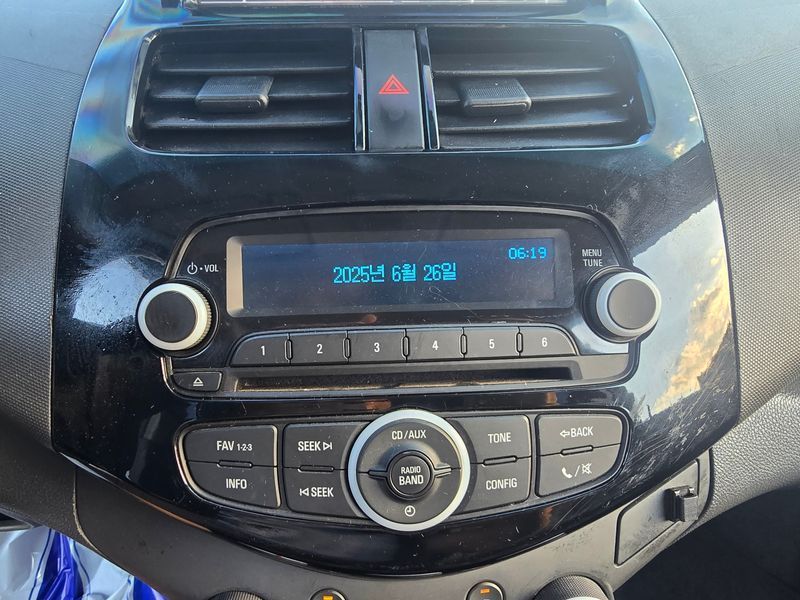 06:19
2025년 6월 26일
VOL
MENU
TUNE
1 2 3 4 5 6
FAV 1-2-3
SEEK
CD/AUX
TONE
BACK
RADIO
BAND
INFO
SEEK
CONFIG